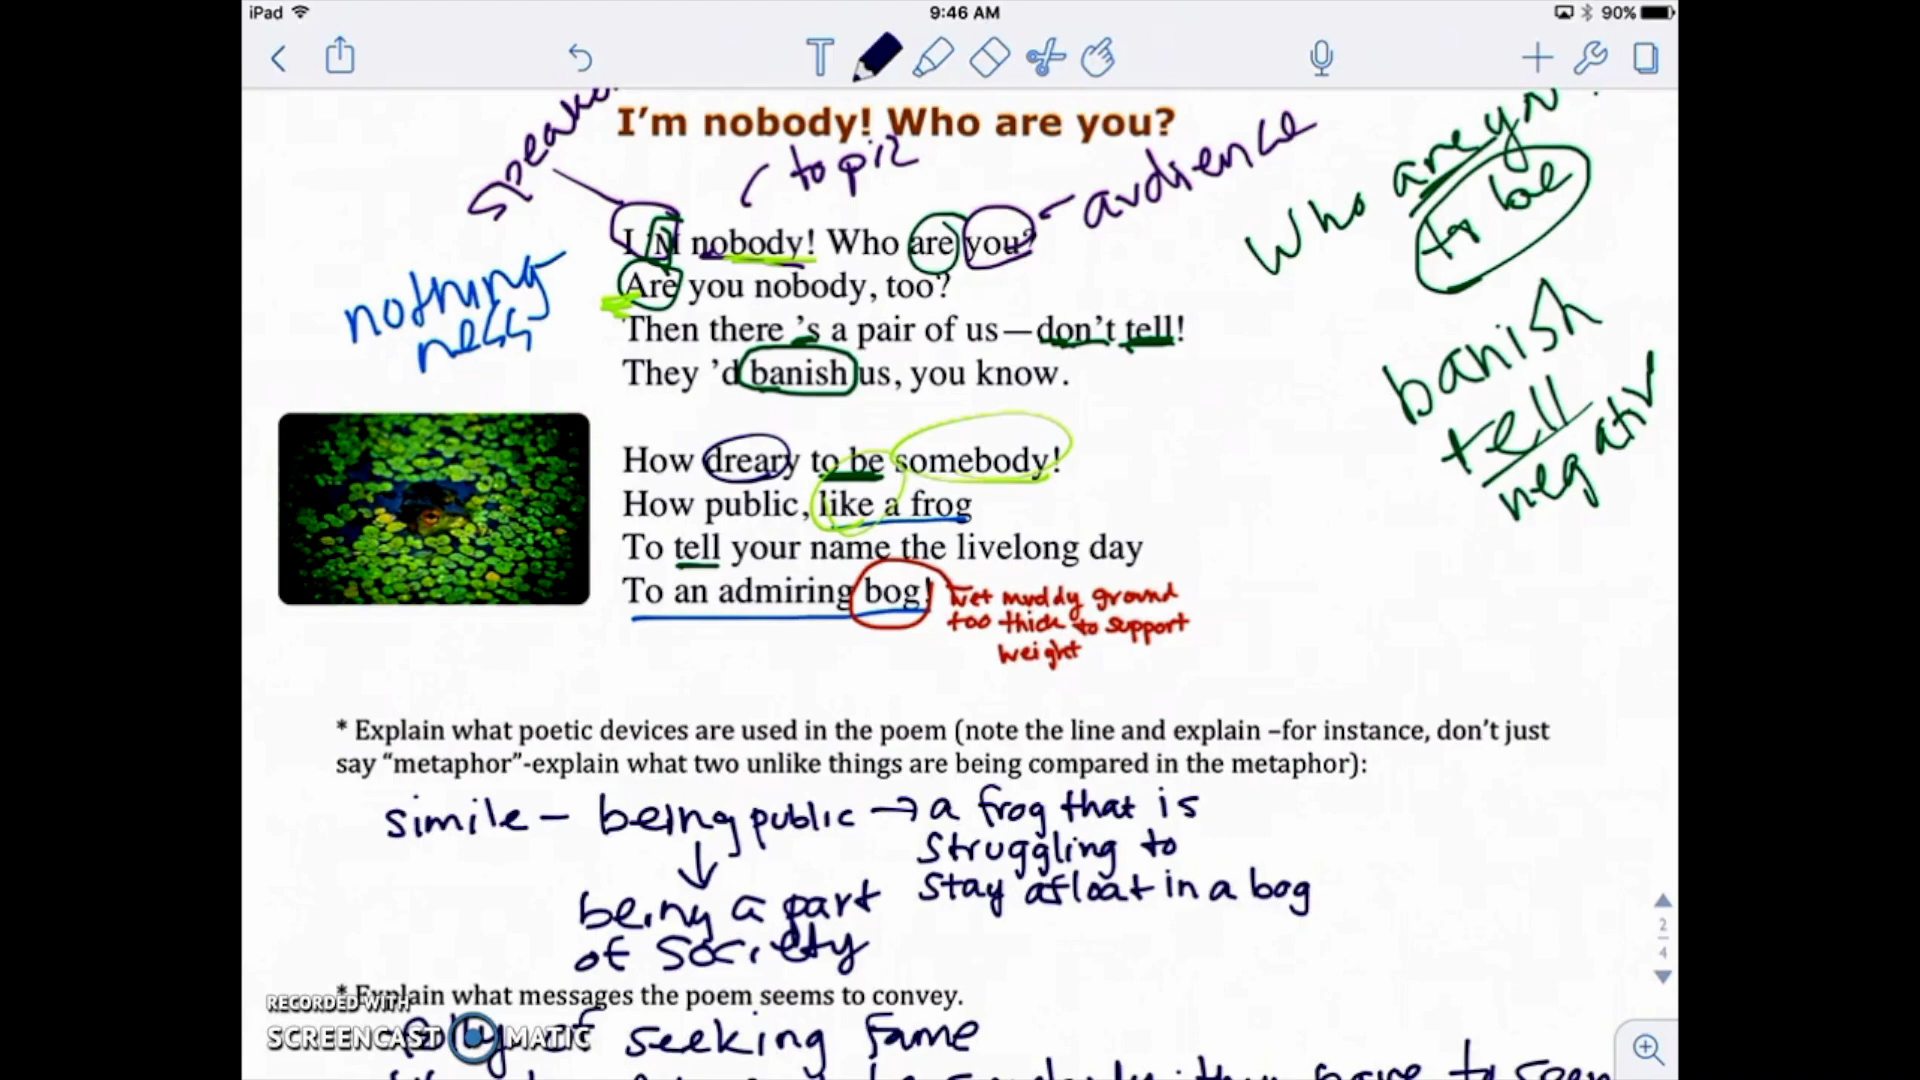 iPad
9:46 AM
90%
I'm nobody! Who are you?
topic
audience
Who are
to be
I 'M nobody! Who are you?
Are you nobody, too?
Then there 's a pair of us—don't tell!
They 'd banish us, you know.
nothing
ness
banish
tell
How dreary to be somebody!
How public, like a frog
To tell your name the livelong day
To an admiring bog!
wet muddy ground
too thick to support
weight
* Explain what poetic devices are used in the poem (note the line and explain –for instance, don't just
say “metaphor”-explain what two unlike things are being compared in the metaphor):
simile – being public → a frog that is
struggling to
stay afloat in a bog
being a part
of society
* Explain what messages the poem seems to convey.
seeking fame
2
4
RECORDED WITH
SCREENCAST MATIC